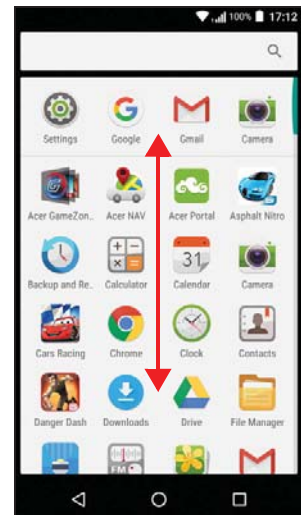 100% 17:12
Settings Google Gmail Camera
Acer GameZon.. Acer NAV Acer Portal Asphalt Nitro
31
Backup and Re.. Calculator Calendar Camera
Cars Racing Chrome Clock Contacts
Danger Dash Downloads Drive File Manager
FM